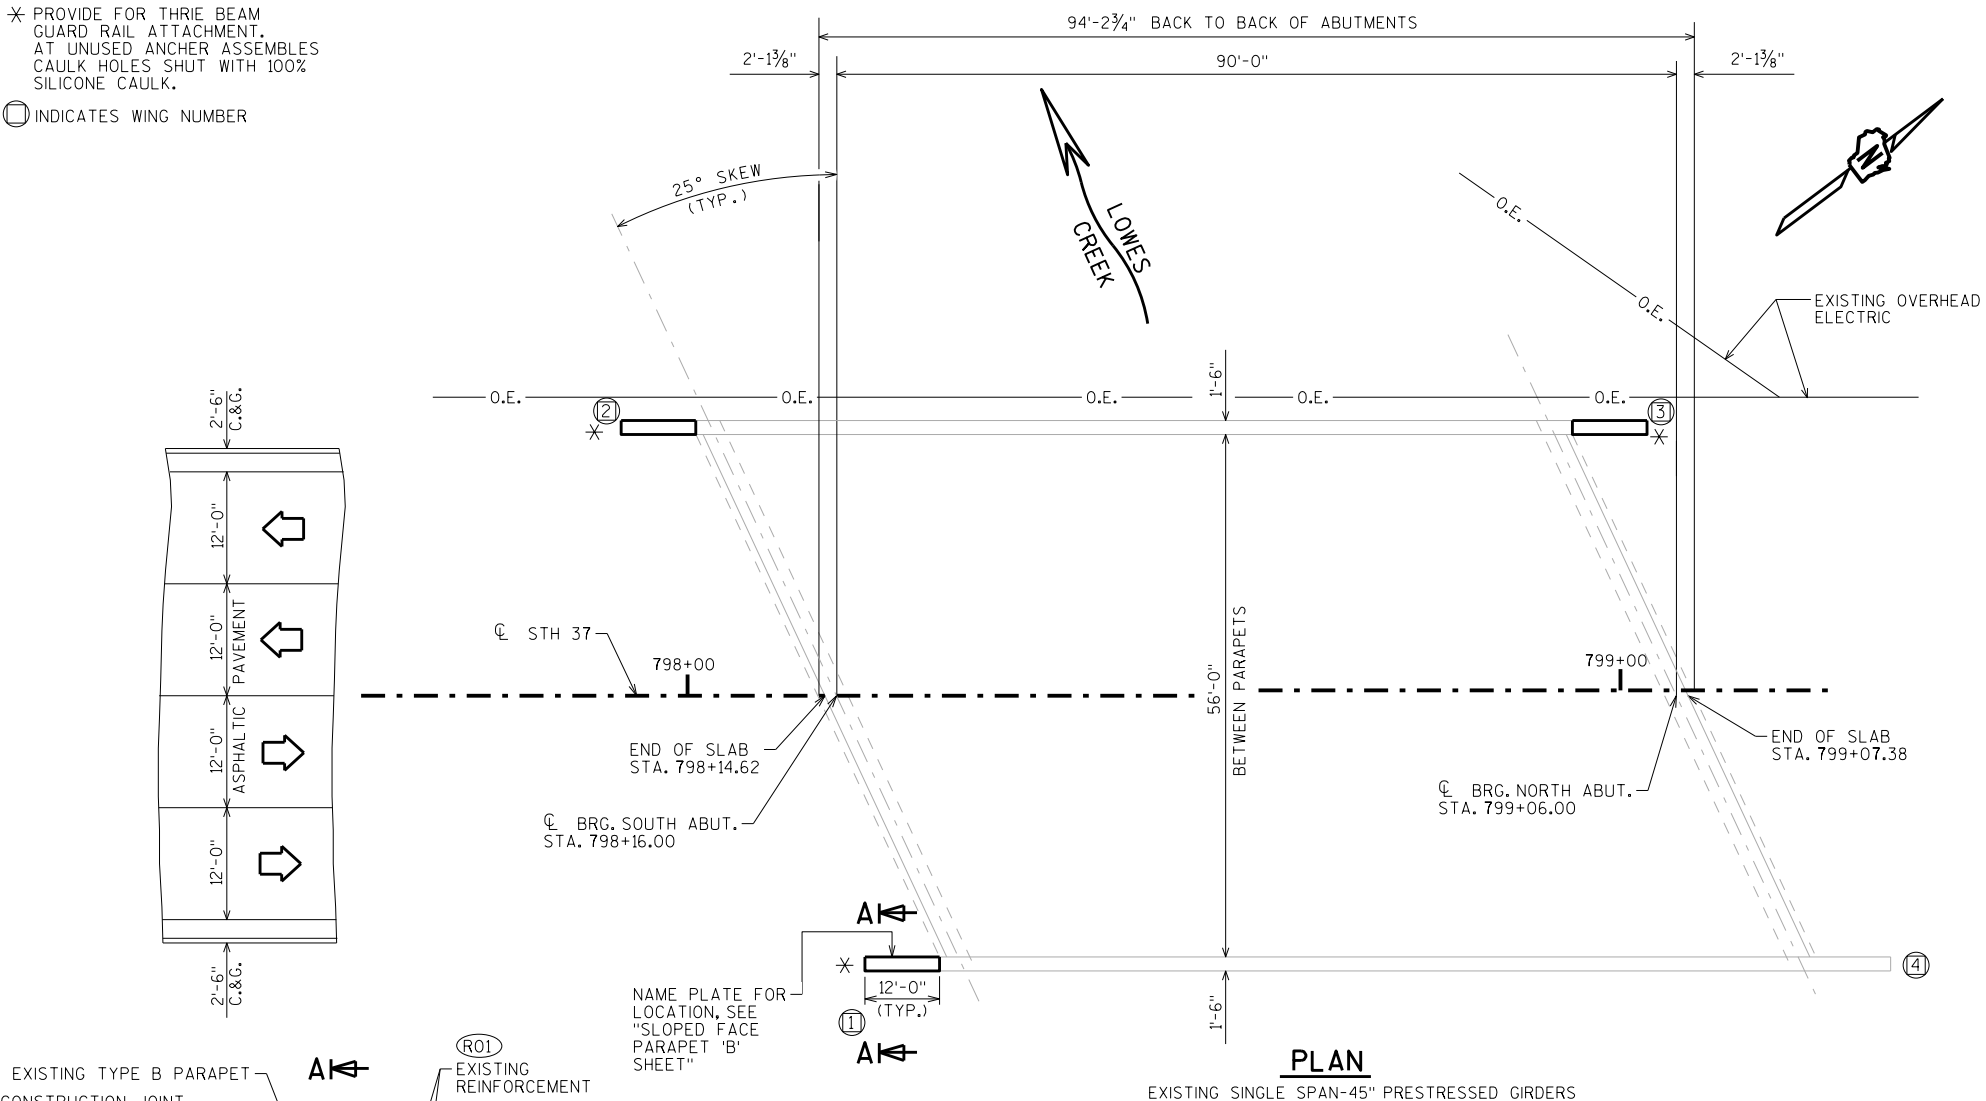 * PROVIDE FOR THRIE BEAM
GUARD RAIL ATTACHMENT.
AT UNUSED ANCHER ASSEMBLES
CAULK HOLES SHUT WITH 100%
SILICONE CAULK.
INDICATES WING NUMBER
94'-2¾" BACK TO BACK OF ABUTMENTS
2'-1⅜"
90'-0"
2'-1⅜"
25° SKEW
(TYP.)
LOWES
CREEK
N
O.E.
O.E.
EXISTING OVERHEAD
ELECTRIC
2'-6"
C.&G.
O.E.
O.E.
O.E.
O.E.
O.E.
1'-6"
2
*
3
*
12'-0"
12'-0"
12'-0"
12'-0"
ASPHALTIC PAVEMENT
2'-6"
C.&G.
℄ STH 37
798+00
799+00
56'-0"
BETWEEN PARAPETS
END OF SLAB
STA. 798+14.62
℄ BRG. SOUTH ABUT.
STA. 798+16.00
END OF SLAB
STA. 799+07.38
℄ BRG. NORTH ABUT.
STA. 799+06.00
A
*
12'-0"
(TYP.)
1
A
4
1'-6"
NAME PLATE FOR
LOCATION, SEE
"SLOPED FACE
PARAPET 'B'
SHEET"
PLAN
EXISTING SINGLE SPAN-45" PRESTRESSED GIRDERS
R01
EXISTING
REINFORCEMENT
A
EXISTING TYPE B PARAPET
CONSTRUCTION JOINT